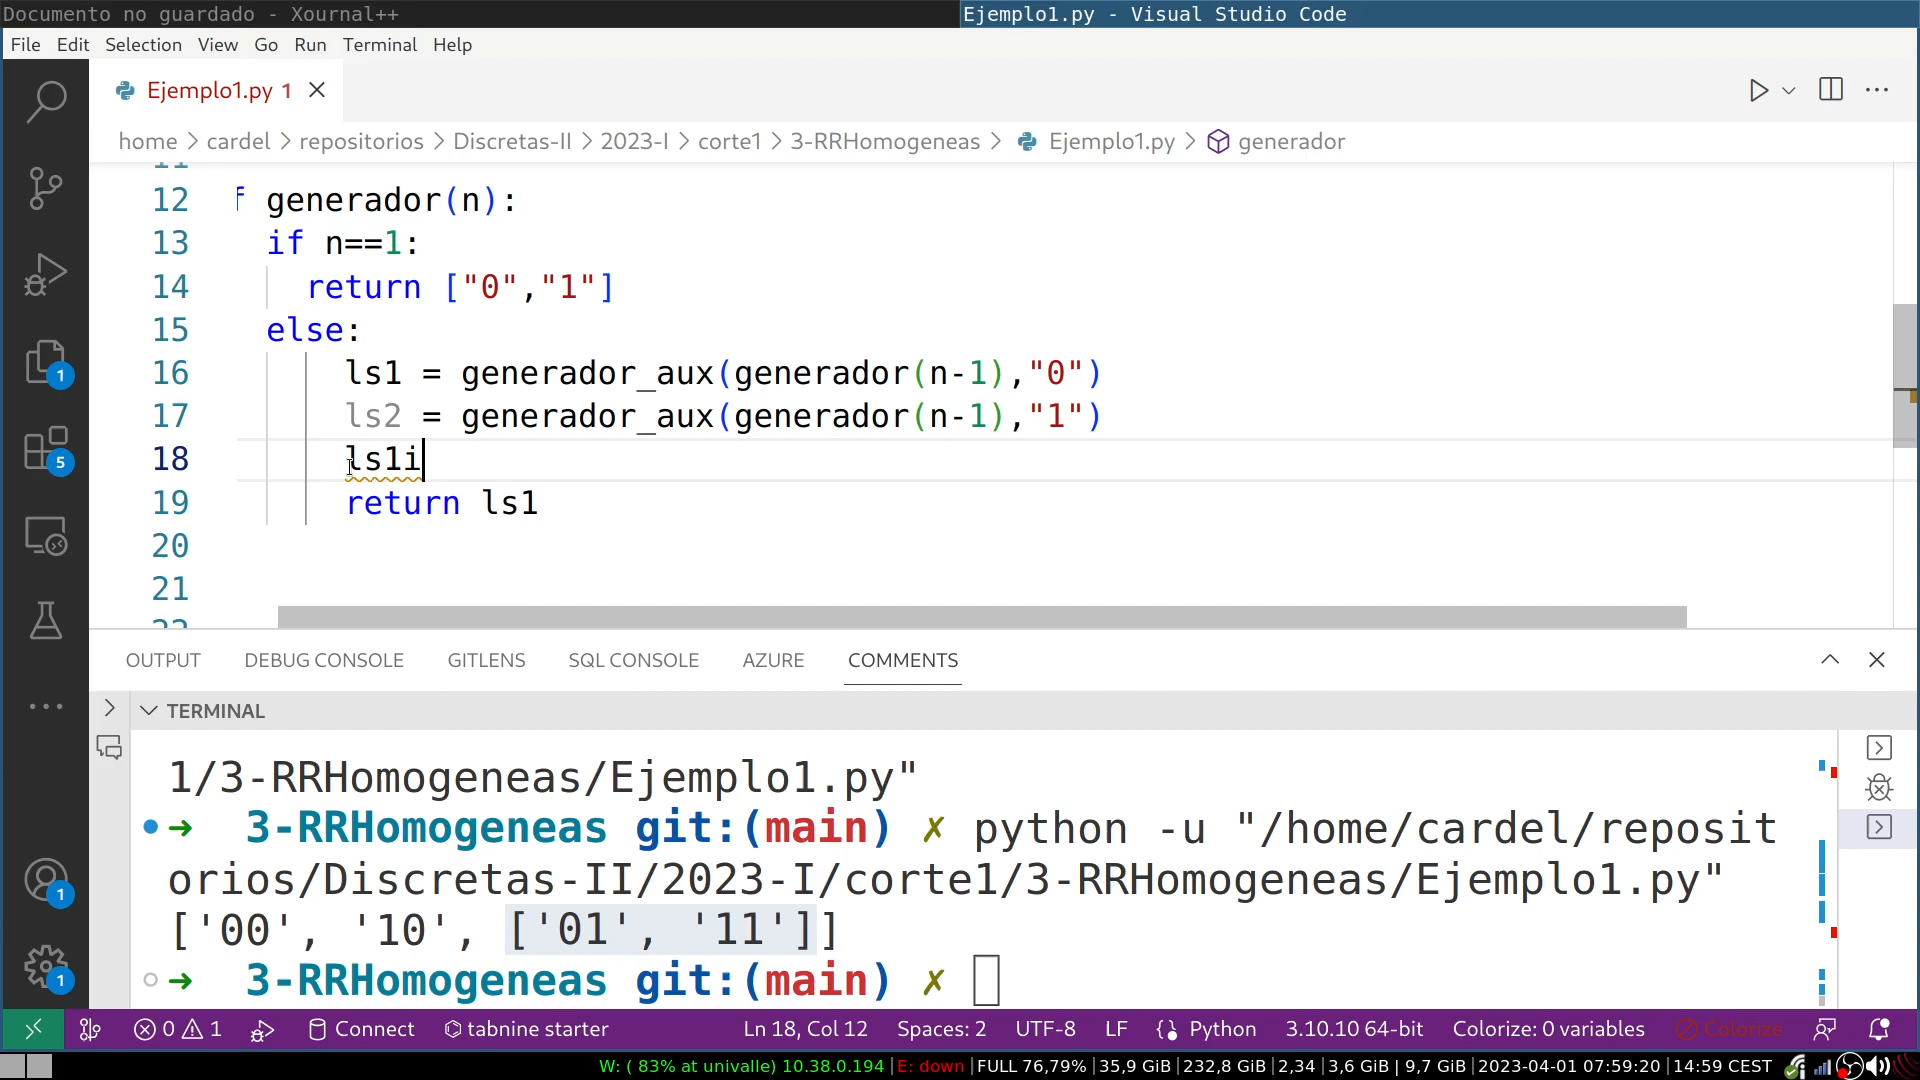 Documento no guardado - Xournal++
Ejemplo1.py - Visual Studio Code
File Edit Selection View Go Run Terminal Help
Ejemplo1.py 1
home > cardel > repositorios > Discretas-II > 2023-I > corte1 > 3-RRHomogeneas > Ejemplo1.py > generador
12 f generador(n):
13 if n==1:
14 return ["0","1"]
15 else:
16 ls1 = generador_aux(generador(n-1),"0")
17 ls2 = generador_aux(generador(n-1),"1")
18 ls1i
19 return ls1
20
21
1
5
1
1
OUTPUT DEBUG CONSOLE GITLENS SQL CONSOLE AZURE COMMENTS
TERMINAL
1/3-RRHomogeneas/Ejemplo1.py"
➜ 3-RRHomogeneas git:(main) ✗ python -u "/home/cardel/reposit
orios/Discretas-II/2023-I/corte1/3-RRHomogeneas/Ejemplo1.py"
['00', '10', ['01', '11']]
➜ 3-RRHomogeneas git:(main) ✗
0 1 Connect tabnine starter Ln 18, Col 12 Spaces: 2 UTF-8 LF Python 3.10.10 64-bit Colorize: 0 variables Colorize
W: ( 83% at univalle) 10.38.0.194 |E: down|FULL 76,79% |35,9 GiB |232,8 GiB |2,34 |3,6 GiB | 9,7 GiB |2023-04-01 07:59:20 |14:59 CEST